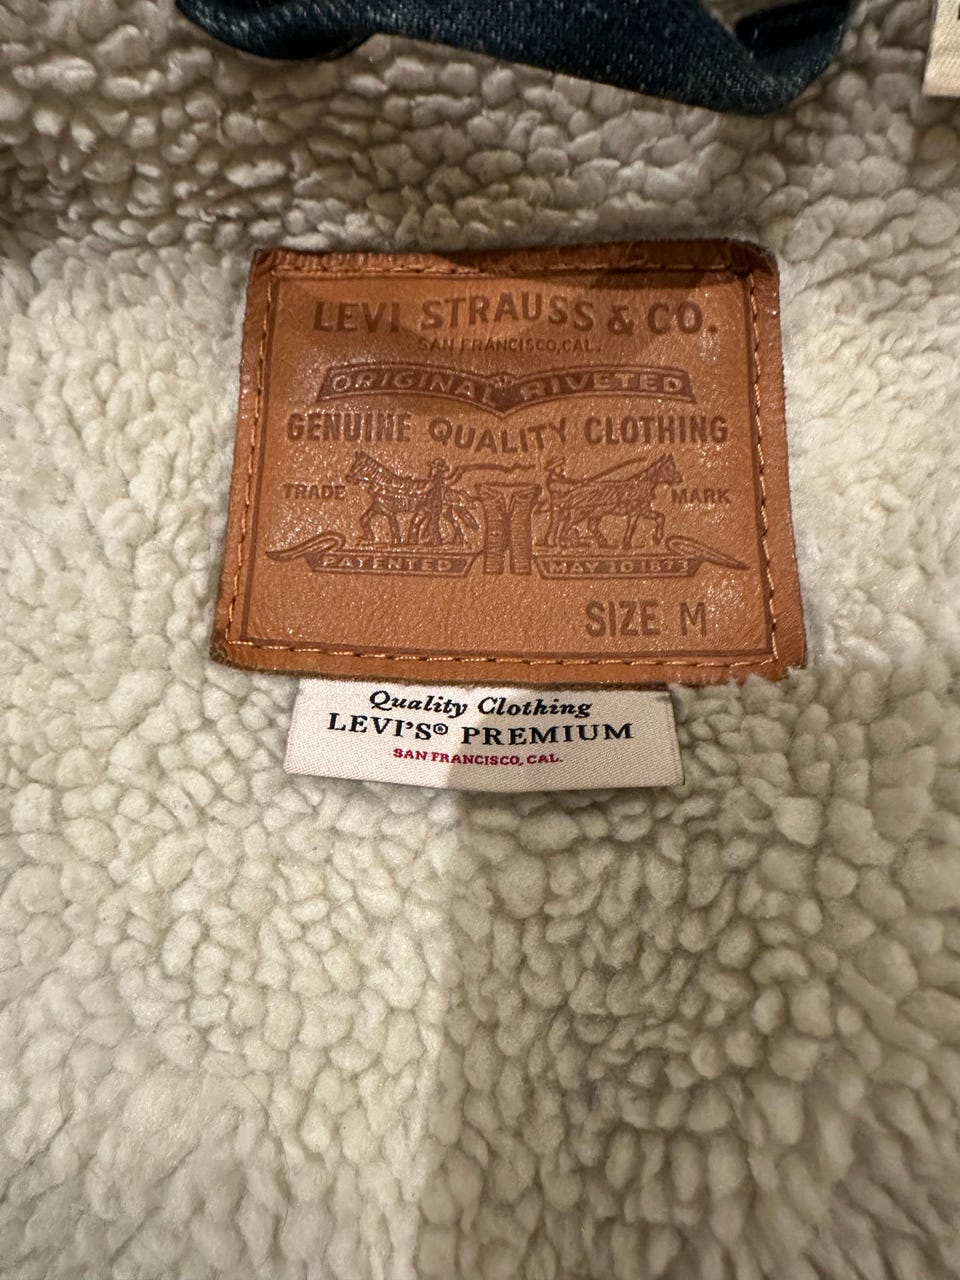 LEVI STRAUSS & CO.
SAN FRANCISCO, CAL.
ORIGINAL RIVETED
GENUINE QUALITY CLOTHING
TRADE MARK
PATENTED MAY 20 1873
SIZE M
Quality Clothing
LEVI'S® PREMIUM
SAN FRANCISCO, CAL.